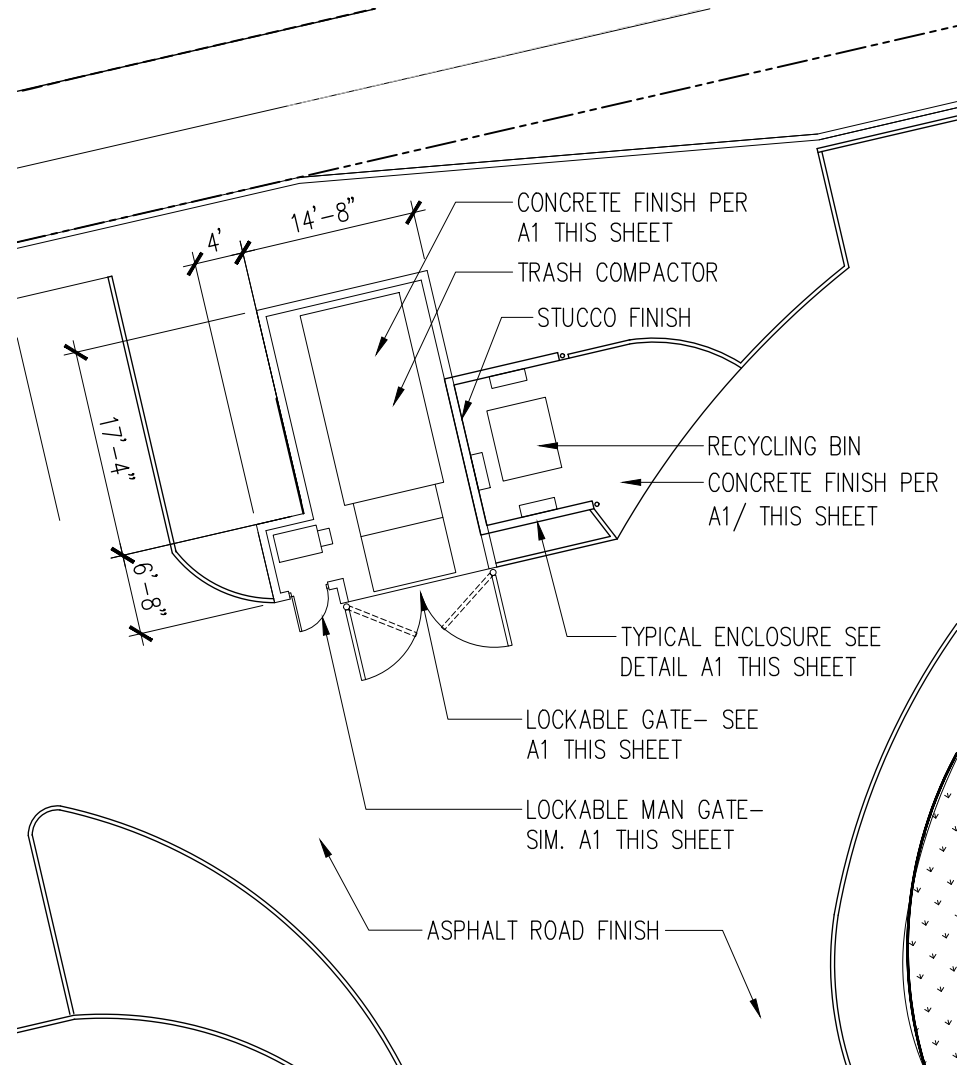 CONCRETE FINISH PER
A1 THIS SHEET
14'-8"
4'
TRASH COMPACTOR
STUCCO FINISH
17'-4"
RECYCLING BIN
CONCRETE FINISH PER
A1/ THIS SHEET
6'-8"
TYPICAL ENCLOSURE SEE
DETAIL A1 THIS SHEET
LOCKABLE GATE- SEE
A1 THIS SHEET
LOCKABLE MAN GATE-
SIM. A1 THIS SHEET
ASPHALT ROAD FINISH